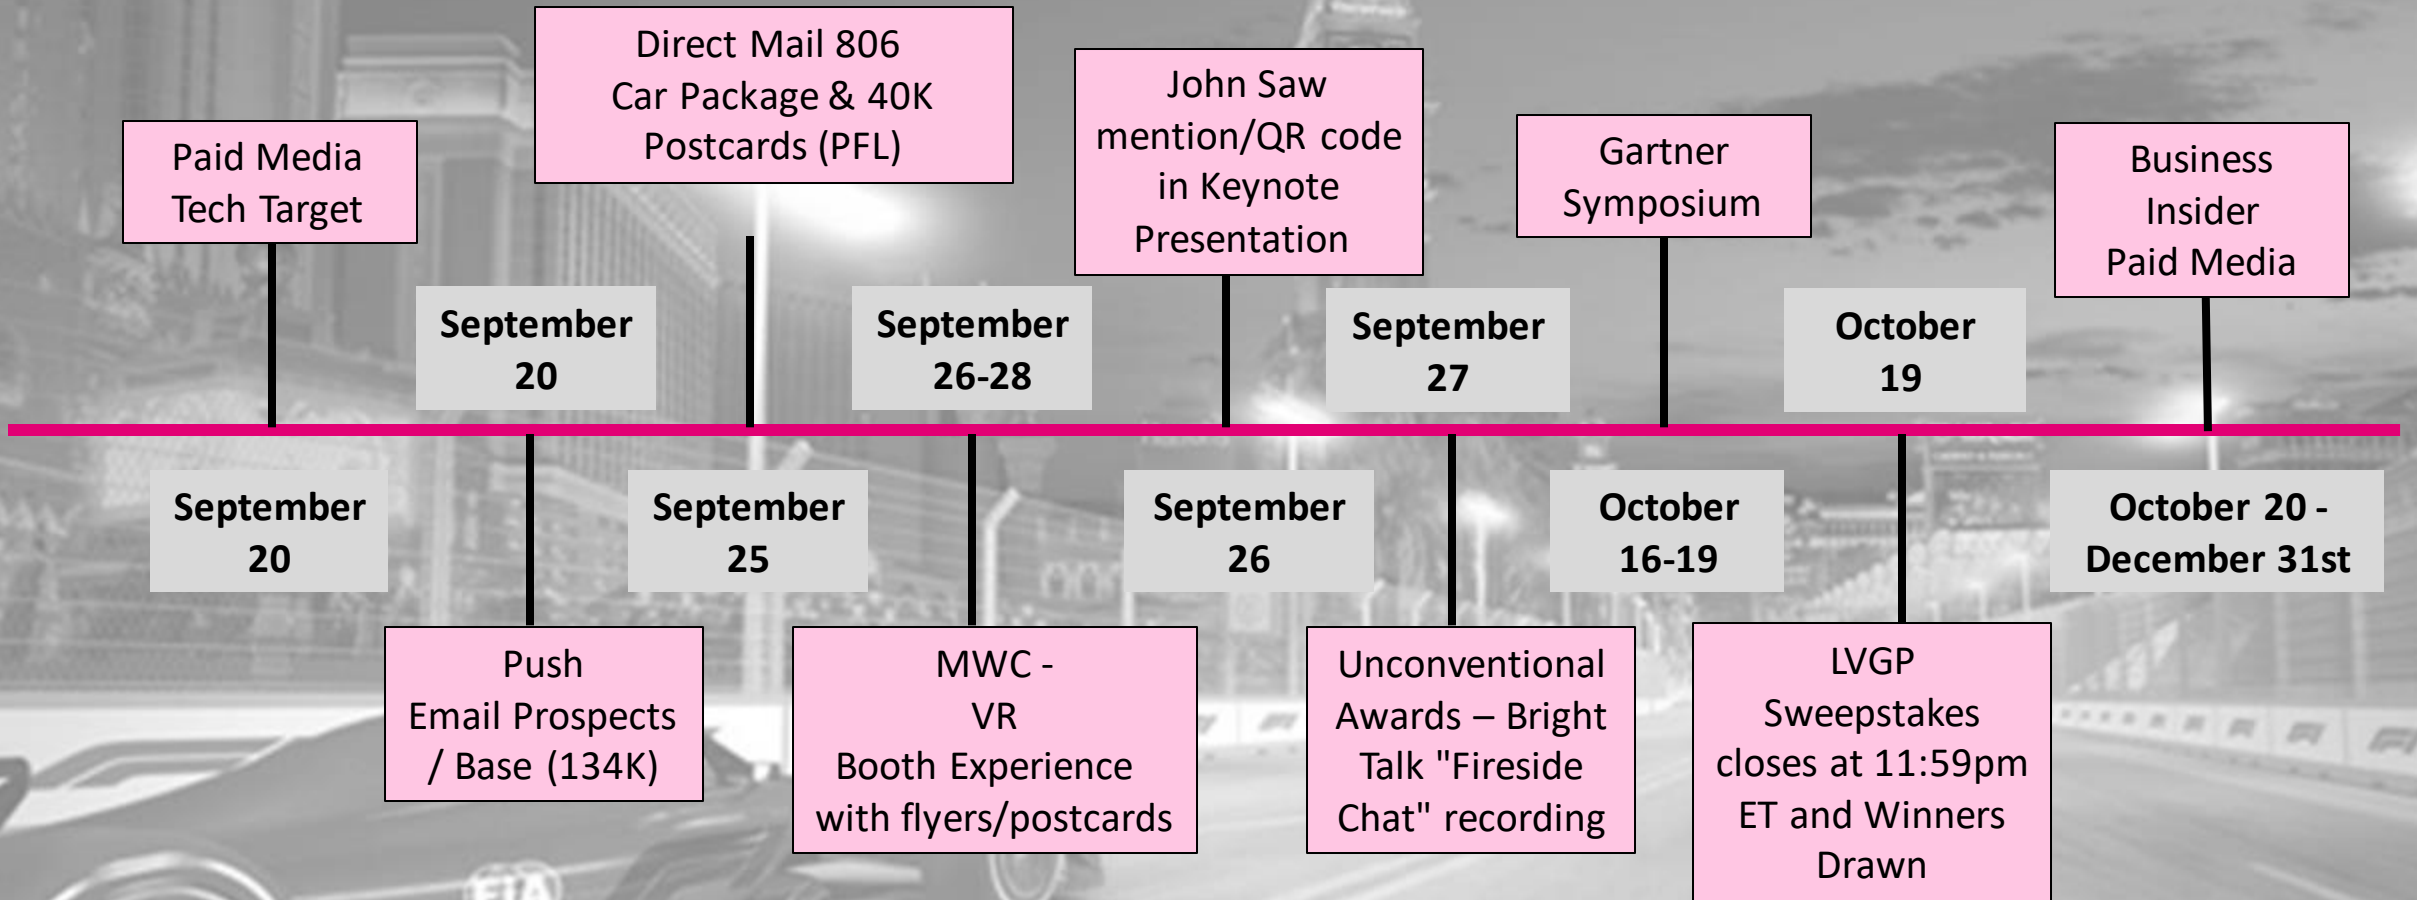 Paid Media
Tech Target
September
20
September
20
Push
Email Prospects
/ Base (134K)
Direct Mail 806
Car Package & 40K
Postcards (PFL)
September
25
September
26-28
MWC -
VR
Booth Experience
with flyers/postcards
John Saw
mention/QR code
in Keynote
Presentation
September
26
September
27
Unconventional
Awards – Bright
Talk "Fireside
Chat" recording
Gartner
Symposium
October
16-19
October
19
LVGP
Sweepstakes
closes at 11:59pm
ET and Winners
Drawn
Business
Insider
Paid Media
October 20 -
December 31st
FIA